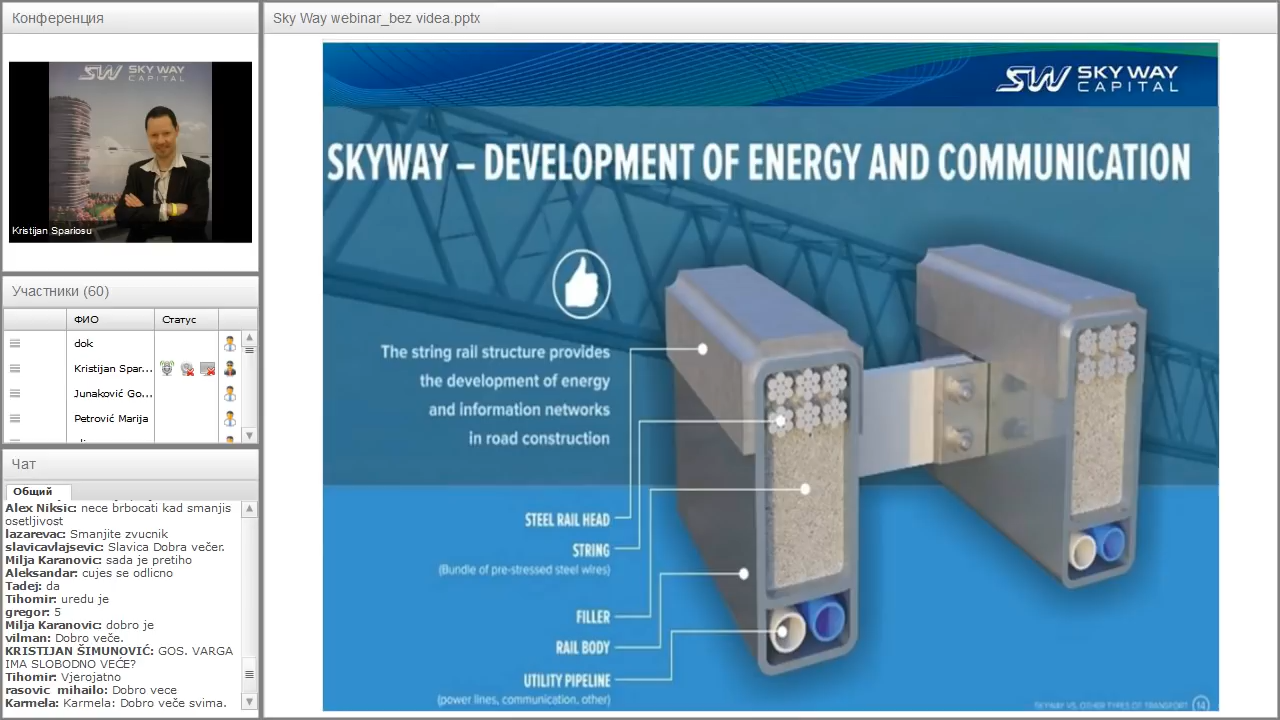 Конференция
SKY WAY
CAPITAL
Kristijan Spariosu
Участники (60)
ФИО
Статус
dok
Kristijan Spar...
Junaković Go...
Petrović Marija
Чат
Общий
Alex Niksic: nece brbocati kad smanjis
osetljivost
lazarevac: Smanjite zvucnik
slavicavlajsevic: Slavica Dobra večer.
Milja Karanovic: sada je pretiho
Aleksandar: cujes se odlicno
Tadej: da
Tihomir: uredu je
gregor: 5
Milja Karanovic: dobro je
vilman: Dobro veče.
KRISTIJAN ŠIMUNOVIĆ: GOS. VARGA
IMA SLOBODNO VEĆE?
Tihomir: Vjerojatno
rasovic_mihailo: Dobro vece
Karmela: Karmela: Dobro veče svima.
Sky Way webinar_bez videa.pptx
SW SKY WAY
CAPITAL
SKYWAY – DEVELOPMENT OF ENERGY AND COMMUNICATION
The string rail structure provides
the development of energy
and information networks
in road construction
STEEL RAIL HEAD
STRING
(Bundle of pre-stressed steel wires)
FILLER
RAIL BODY
UTILITY PIPELINE
(power lines, communication, other)
SKYWAY VS. OTHER TYPES OF TRANSPORT 14